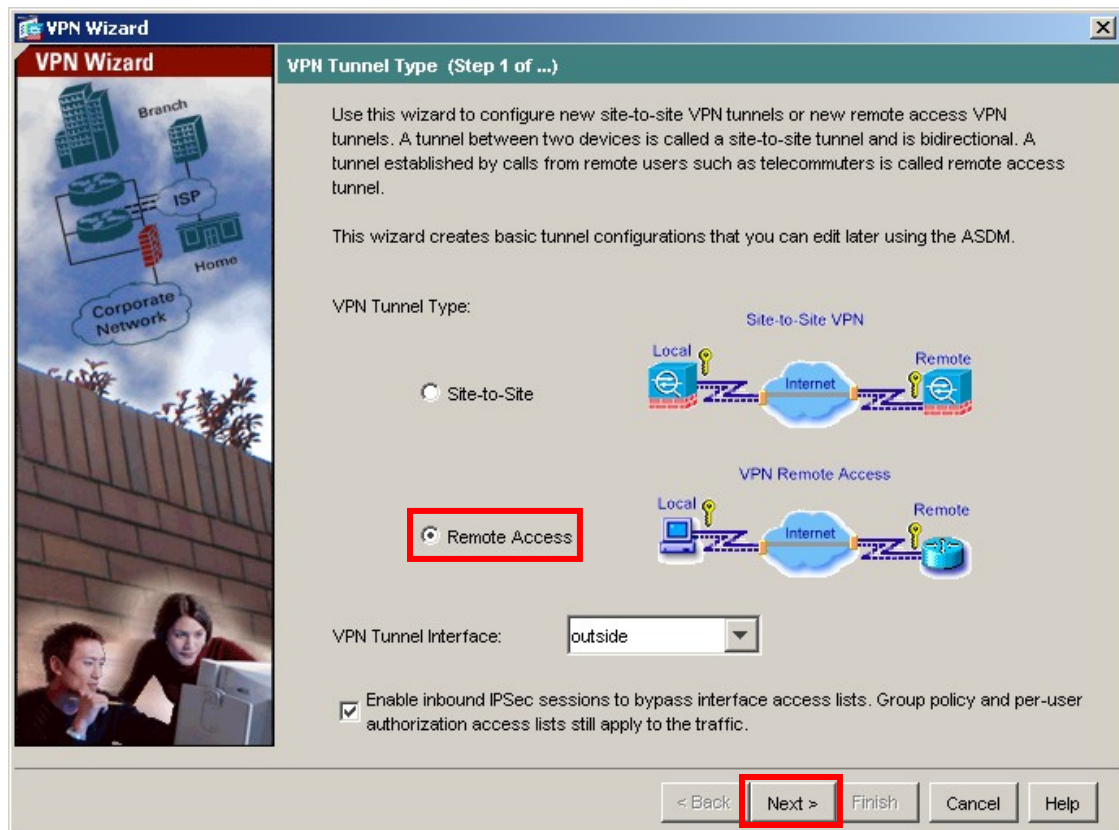 VPN Wizard
VPN Wizard
Branch
ISP
Home
Corporate
Network
VPN Tunnel Type (Step 1 of ...)
Use this wizard to configure new site-to-site VPN tunnels or new remote access VPN
tunnels. A tunnel between two devices is called a site-to-site tunnel and is bidirectional. A
tunnel established by calls from remote users such as telecommuters is called remote access
tunnel.
This wizard creates basic tunnel configurations that you can edit later using the ASDM.
VPN Tunnel Type:
Site-to-Site VPN
Local
Remote
Internet
Site-to-Site
VPN Remote Access
Local
Remote
Internet
Remote Access
VPN Tunnel Interface: outside
Enable inbound IPSec sessions to bypass interface access lists. Group policy and per-user
authorization access lists still apply to the traffic.
< Back Next > Finish Cancel Help